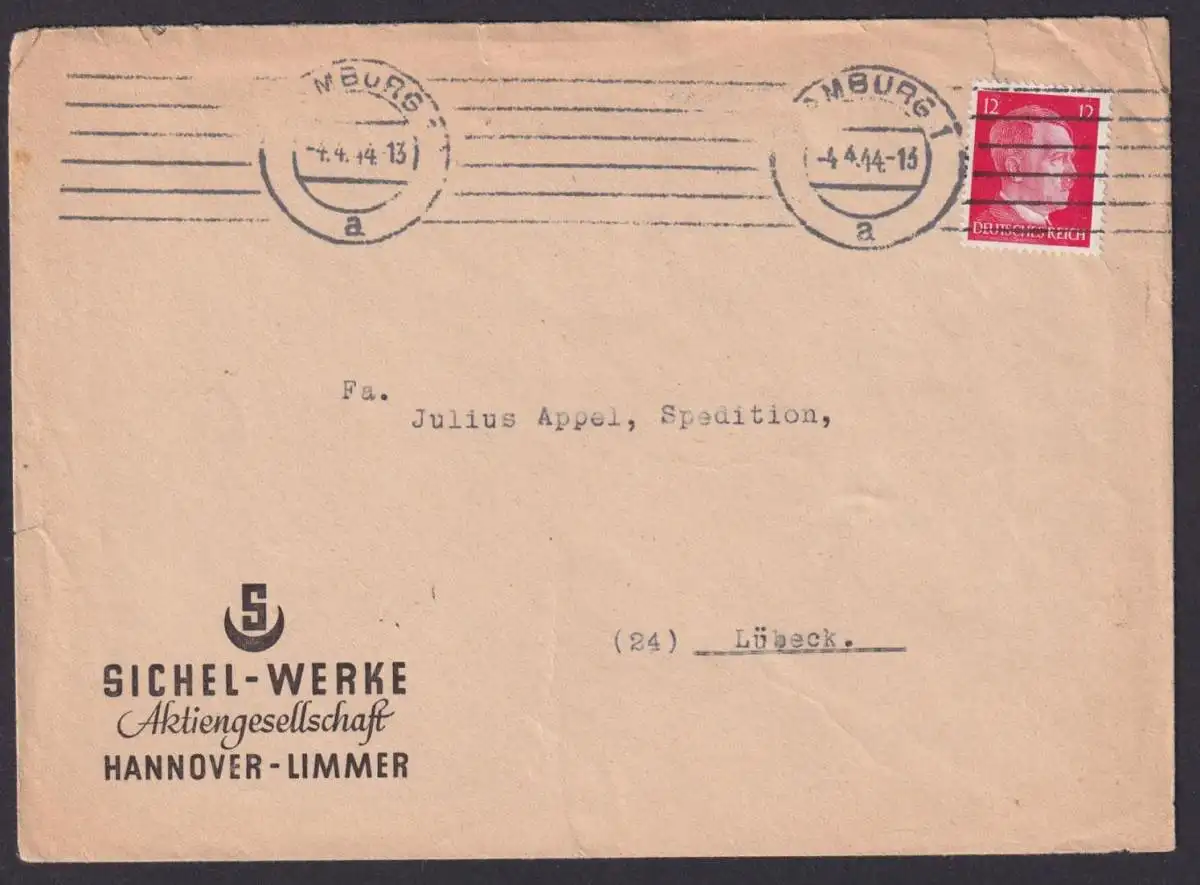 MBURG 1
-4.4.44.-13
a
AMBURG 1
-4.4.44.-13
a
12 12
DEUTSCHES REICH
Fa.
Julius Appel, Spedition,
(24) Lübeck.
S
SICHEL-WERKE
Aktiengesellschaft
HANNOVER-LIMMER